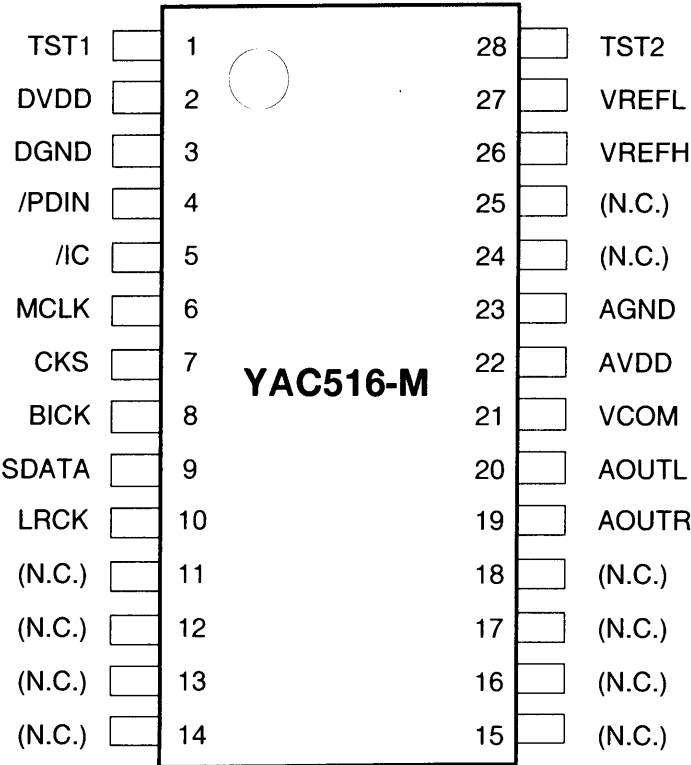 TST1 1 28 TST2
DVDD 2 27 VREFL
DGND 3 26 VREFH
/PDIN 4 25 (N.C.)
/IC 5 24 (N.C.)
MCLK 6 23 AGND
CKS 7 22 AVDD
YAC516-M
BICK 8 21 VCOM
SDATA 9 20 AOUTL
LRCK 10 19 AOUTR
(N.C.) 11 18 (N.C.)
(N.C.) 12 17 (N.C.)
(N.C.) 13 16 (N.C.)
(N.C.) 14 15 (N.C.)